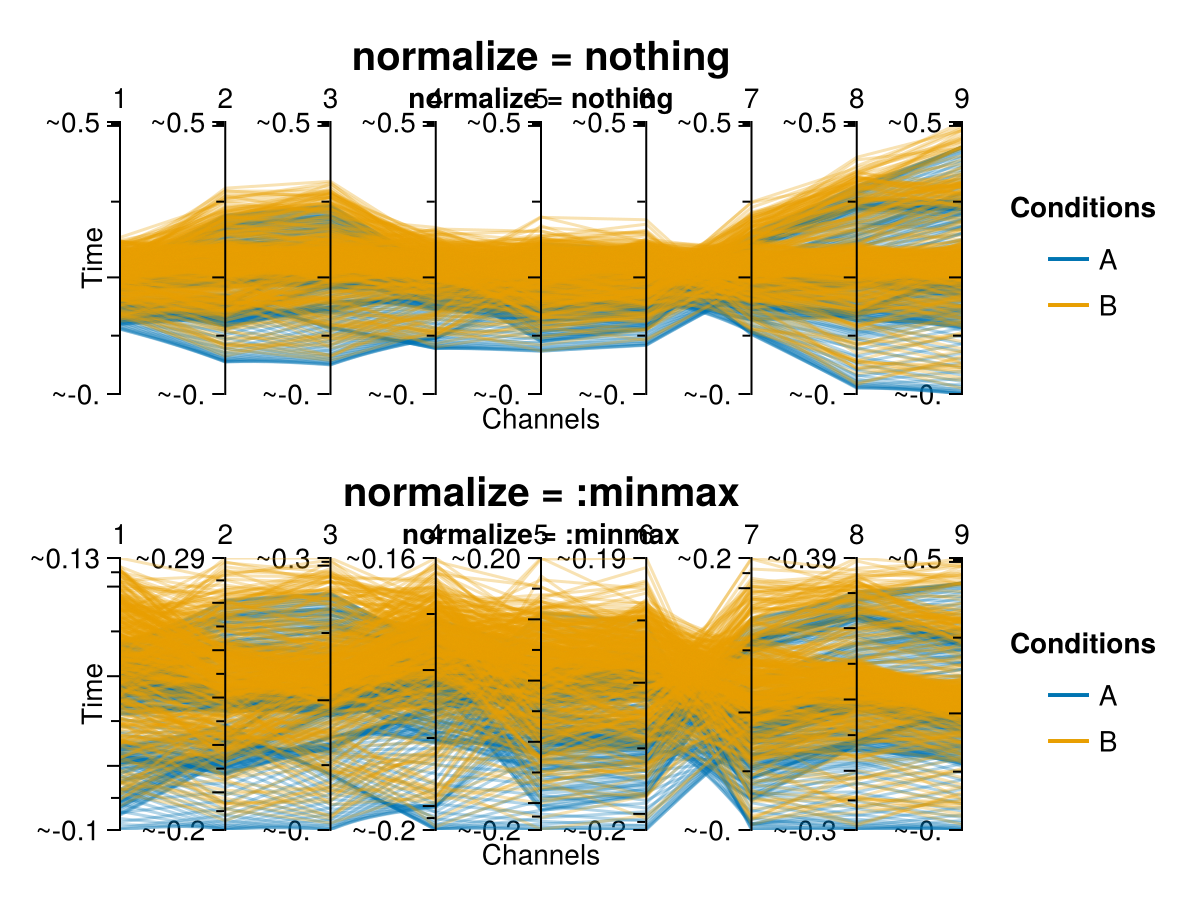 normalize = nothing
normalize = nothing
1 2 3 4 5 6 7 8 9
~0.5 ~0.5 ~0.5 ~0.5 ~0.5 ~0.5 ~0.5 ~0.5 ~0.5
Time
~-0. ~-0. ~-0. ~-0. ~-0. ~-0. ~-0. ~-0. ~-0.
Channels
Conditions
A
B
normalize = :minmax
normalize = :minmax
1 2 3 4 5 6 7 8 9
~0.13 ~0.29 ~0.3 ~0.16 ~0.20 ~0.19 ~0.2 ~0.39 ~0.5
Time
~-0.1 ~-0.2 ~-0. ~-0.2 ~-0.2 ~-0.2 ~-0. ~-0.3 ~-0.
Channels
Conditions
A
B